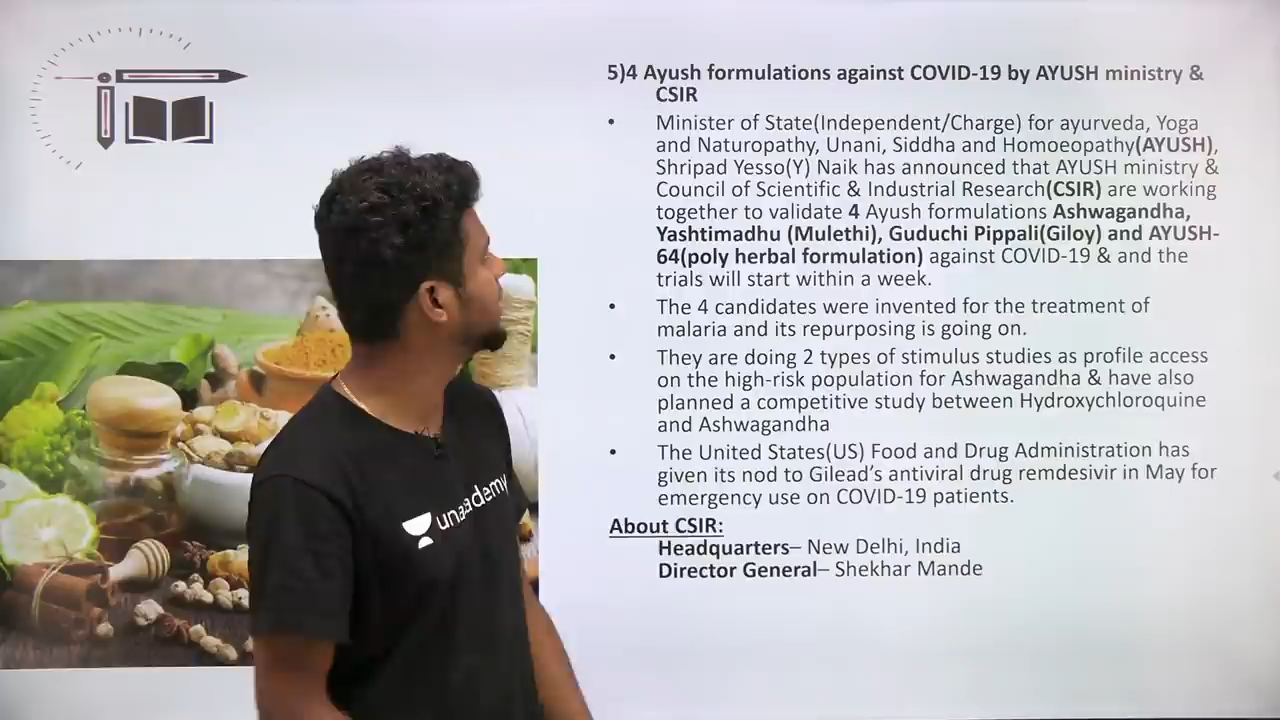 5)4 Ayush formulations against COVID-19 by AYUSH ministry &
CSIR
• Minister of State(Independent/Charge) for ayurveda, Yoga
and Naturopathy, Unani, Siddha and Homoeopathy(AYUSH),
Shripad Yesso(Y) Naik has announced that AYUSH ministry &
Council of Scientific & Industrial Research(CSIR) are working
together to validate 4 Ayush formulations Ashwagandha,
Yashtimadhu (Mulethi), Guduchi Pippali(Giloy) and AYUSH-
64(poly herbal formulation) against COVID-19 & and the
trials will start within a week.
• The 4 candidates were invented for the treatment of
malaria and its repurposing is going on.
• They are doing 2 types of stimulus studies as profile access
on the high-risk population for Ashwagandha & have also
planned a competitive study between Hydroxychloroquine
and Ashwagandha
• The United States(US) Food and Drug Administration has
given its nod to Gilead's antiviral drug remdesivir in May for
emergency use on COVID-19 patients.
About CSIR:
Headquarters– New Delhi, India
Director General– Shekhar Mande
unacademy